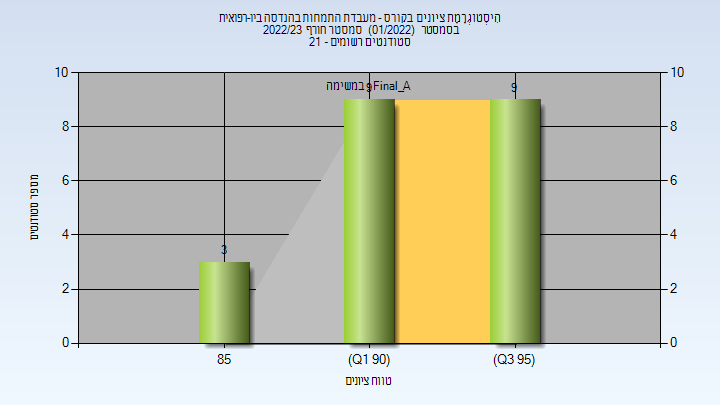 היסטוגרמת ציונים בקורס - מעבדת התמחות בהנדסה ביו-רפואית
בסמסטר (01/2022) סמסטר חורף 2022/23
סטודנטים רשומים - 21
במשימה - Final_A
10
8
6
4
2
0
10
8
6
4
2
0
מספר סטודנטים
3
9
9
85
(Q1 90)
(Q3 95)
טווח ציונים